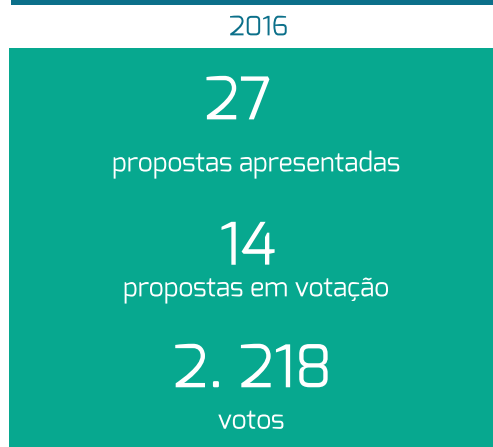 2016
27
propostas apresentadas
14
propostas em votação
2. 218
votos